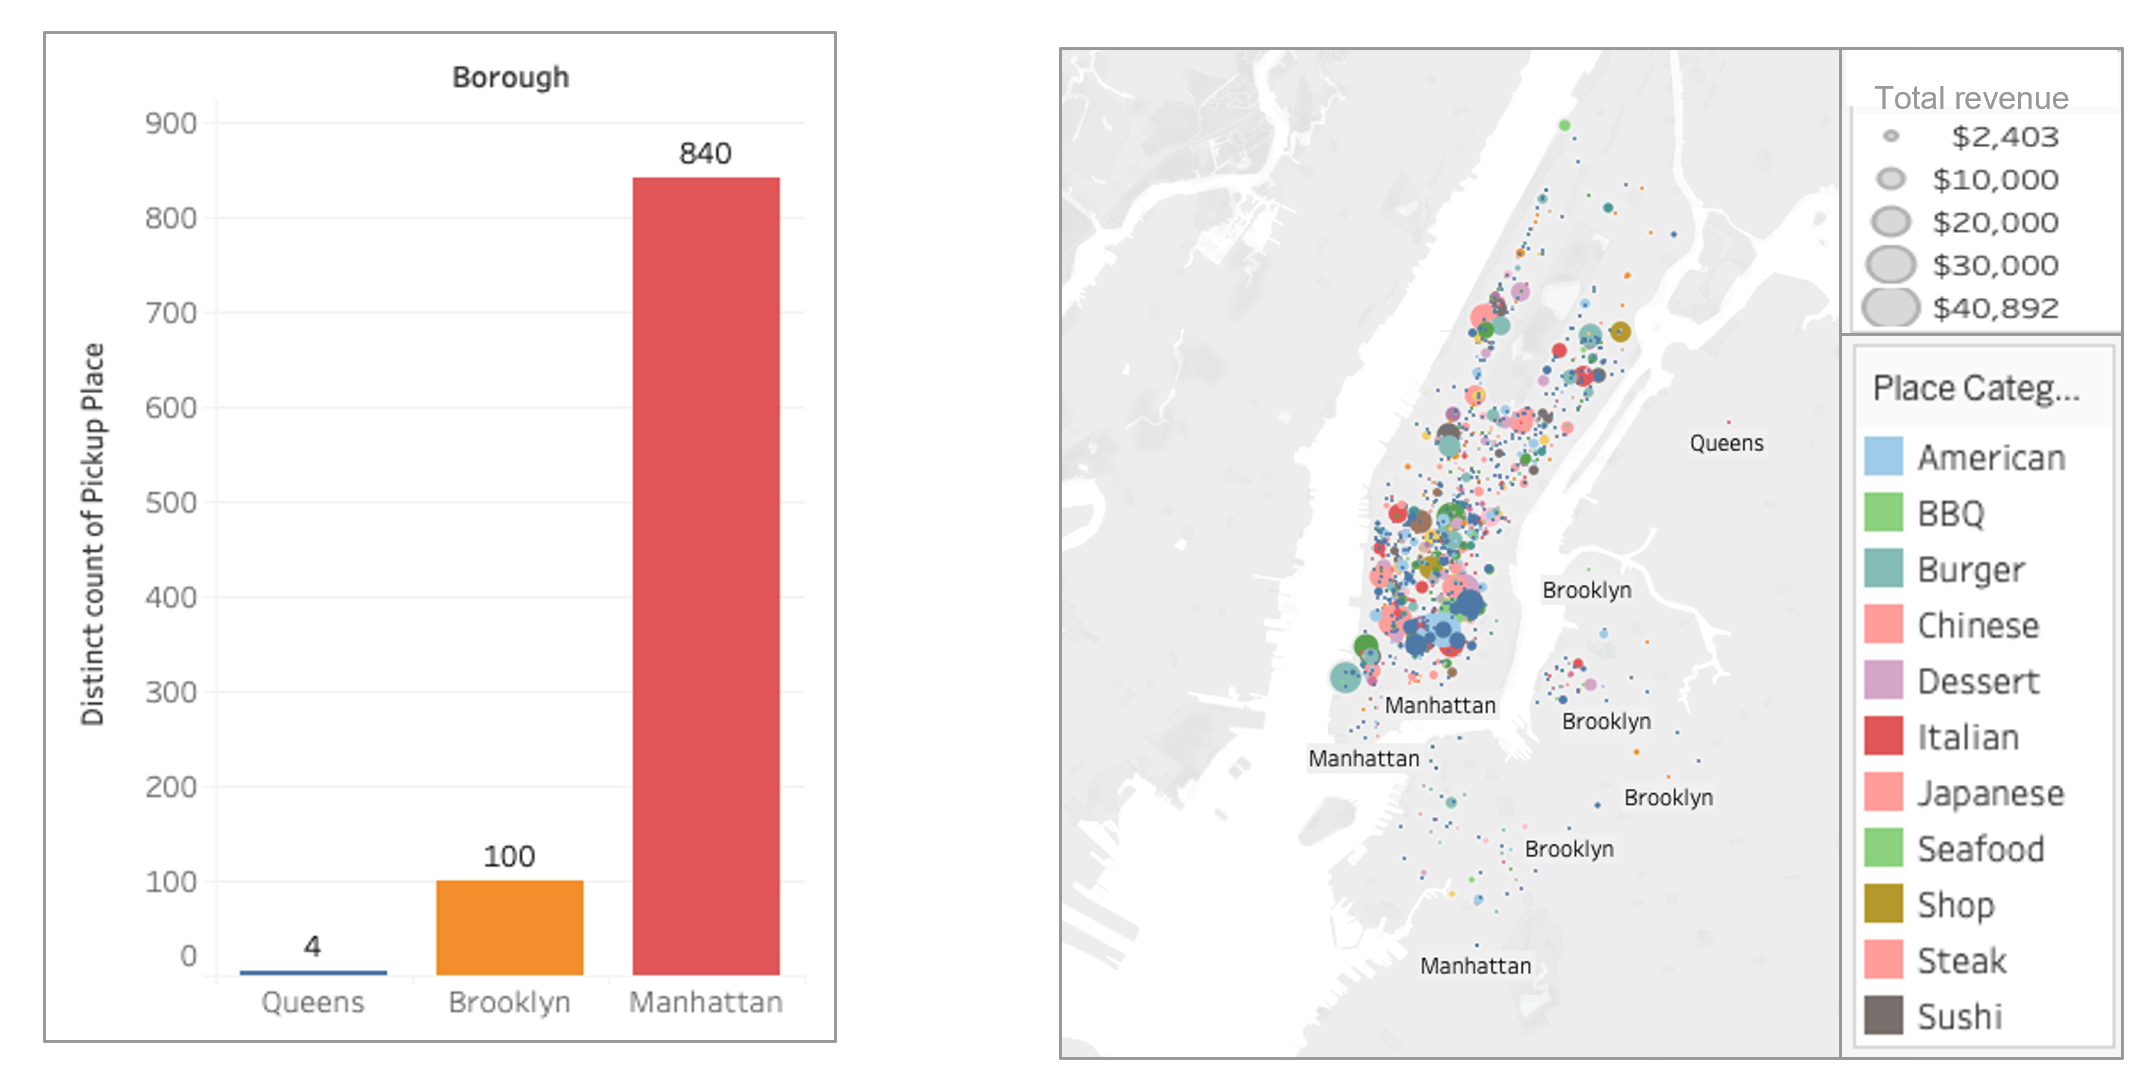 Borough
Distinct count of Pickup Place
900
800
700
600
500
400
300
200
100
0
4
100
840
Queens
Brooklyn
Manhattan
Queens
Brooklyn
Brooklyn
Manhattan
Manhattan
Brooklyn
Brooklyn
Manhattan
Total revenue
$2,403
$10,000
$20,000
$30,000
$40,892
Place Categ...
American
BBQ
Burger
Chinese
Dessert
Italian
Japanese
Seafood
Shop
Steak
Sushi